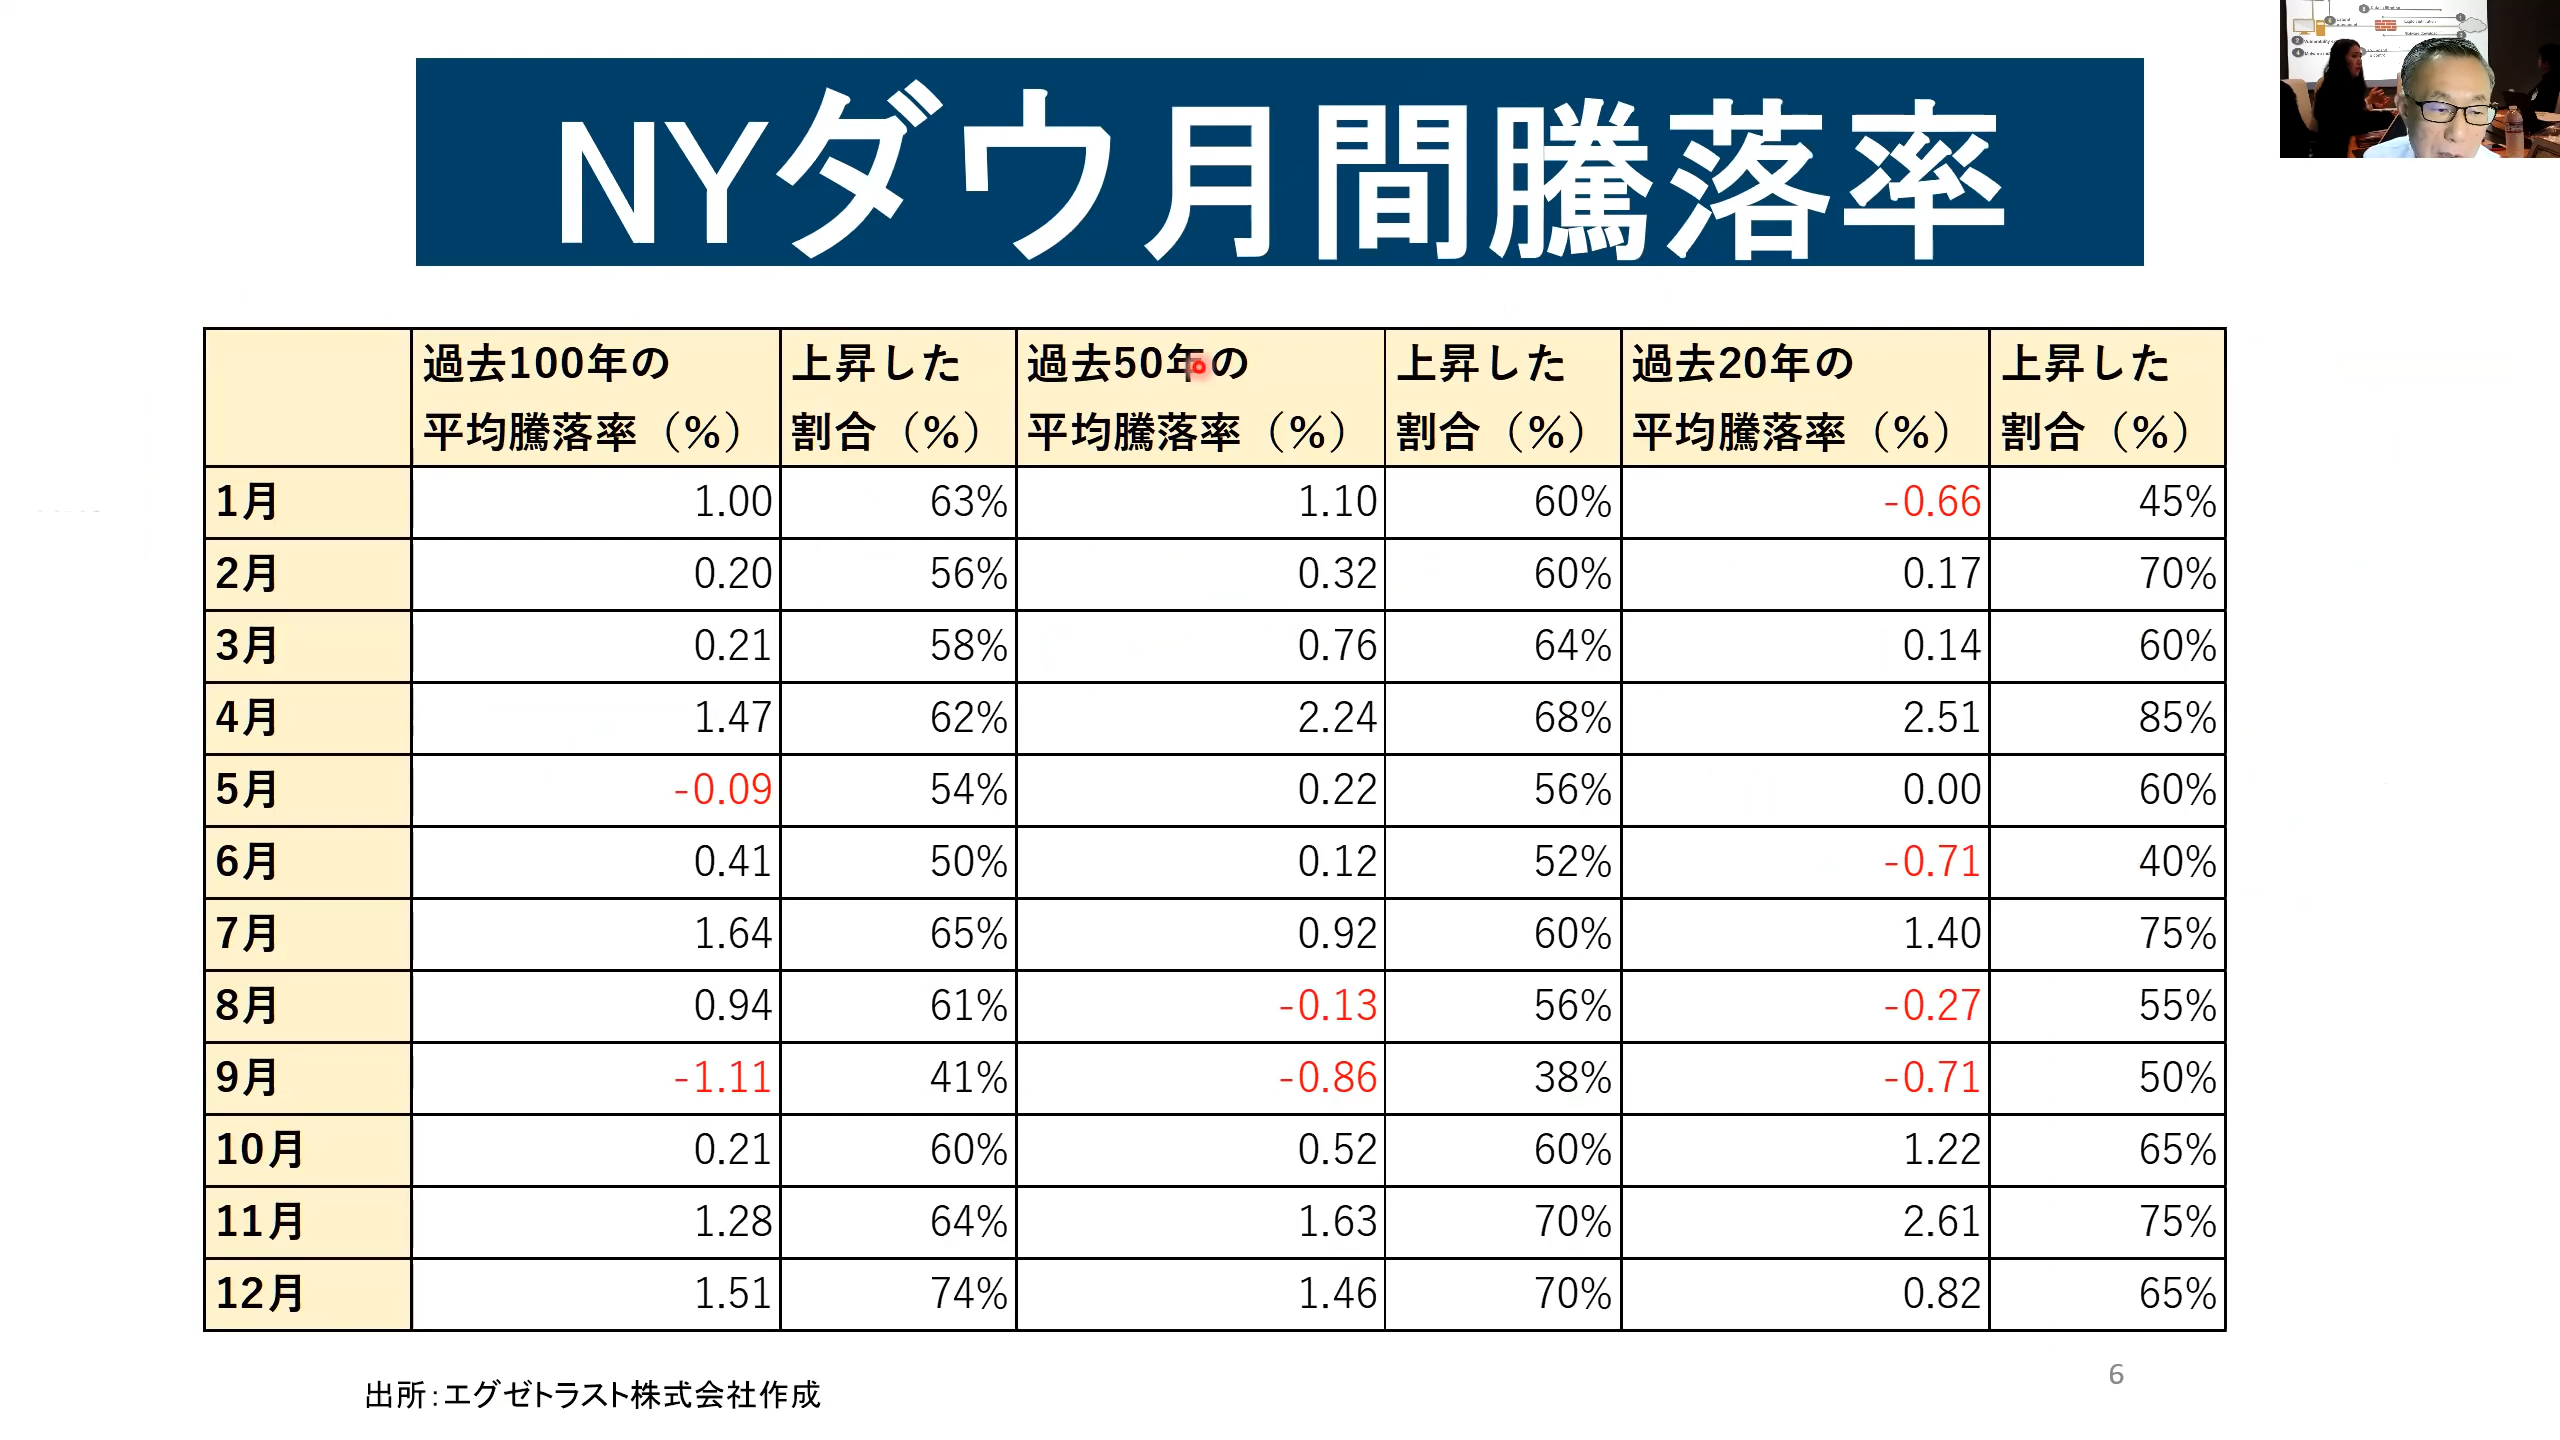 NYダウ月間騰落率
過去100年の平均騰落率（%） 上昇した割合（%） 過去50年の平均騰落率（%） 上昇した割合（%） 過去20年の平均騰落率（%） 上昇した割合（%）
1月 1.00 63% 1.10 60% -0.66 45%
2月 0.20 56% 0.32 60% 0.17 70%
3月 0.21 58% 0.76 64% 0.14 60%
4月 1.47 62% 2.24 68% 2.51 85%
5月 -0.09 54% 0.22 56% 0.00 60%
6月 0.41 50% 0.12 52% -0.71 40%
7月 1.64 65% 0.92 60% 1.40 75%
8月 0.94 61% -0.13 56% -0.27 55%
9月 -1.11 41% -0.86 38% -0.71 50%
10月 0.21 60% 0.52 60% 1.22 65%
11月 1.28 64% 1.63 70% 2.61 75%
12月 1.51 74% 1.46 70% 0.82 65%
出所：エグゼトラスト株式会社作成
6